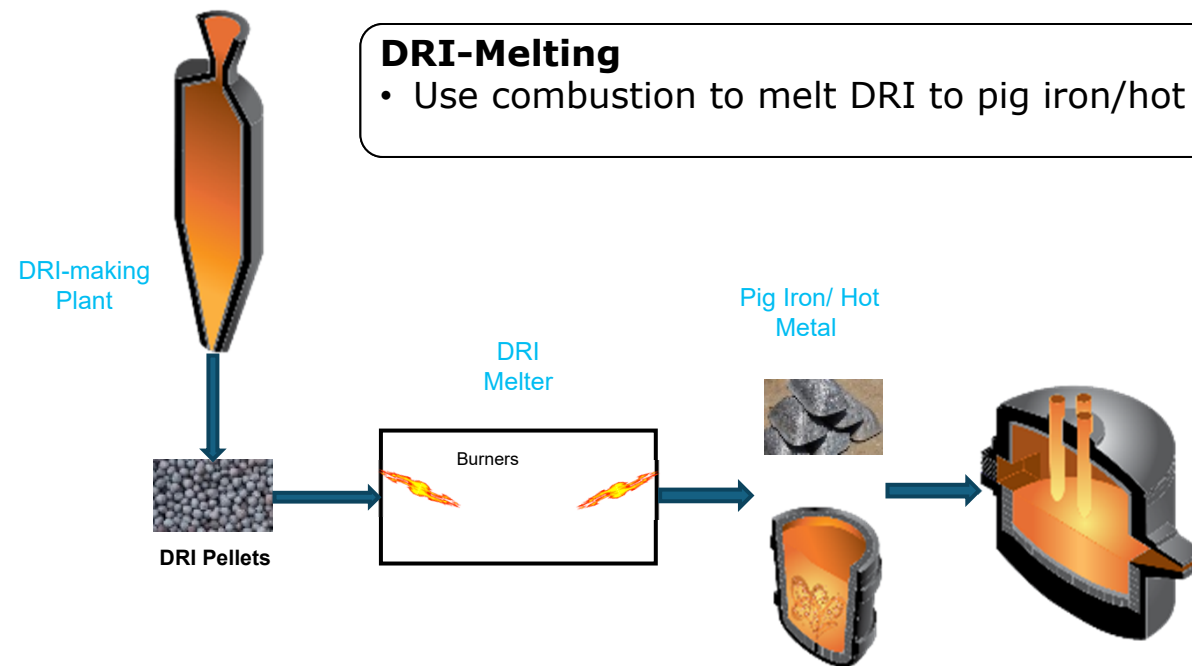 DRI-Melting
• Use combustion to melt DRI to pig iron/hot
DRI-making
Plant
Pig Iron/ Hot
Metal
DRI
Melter
Burners
DRI Pellets